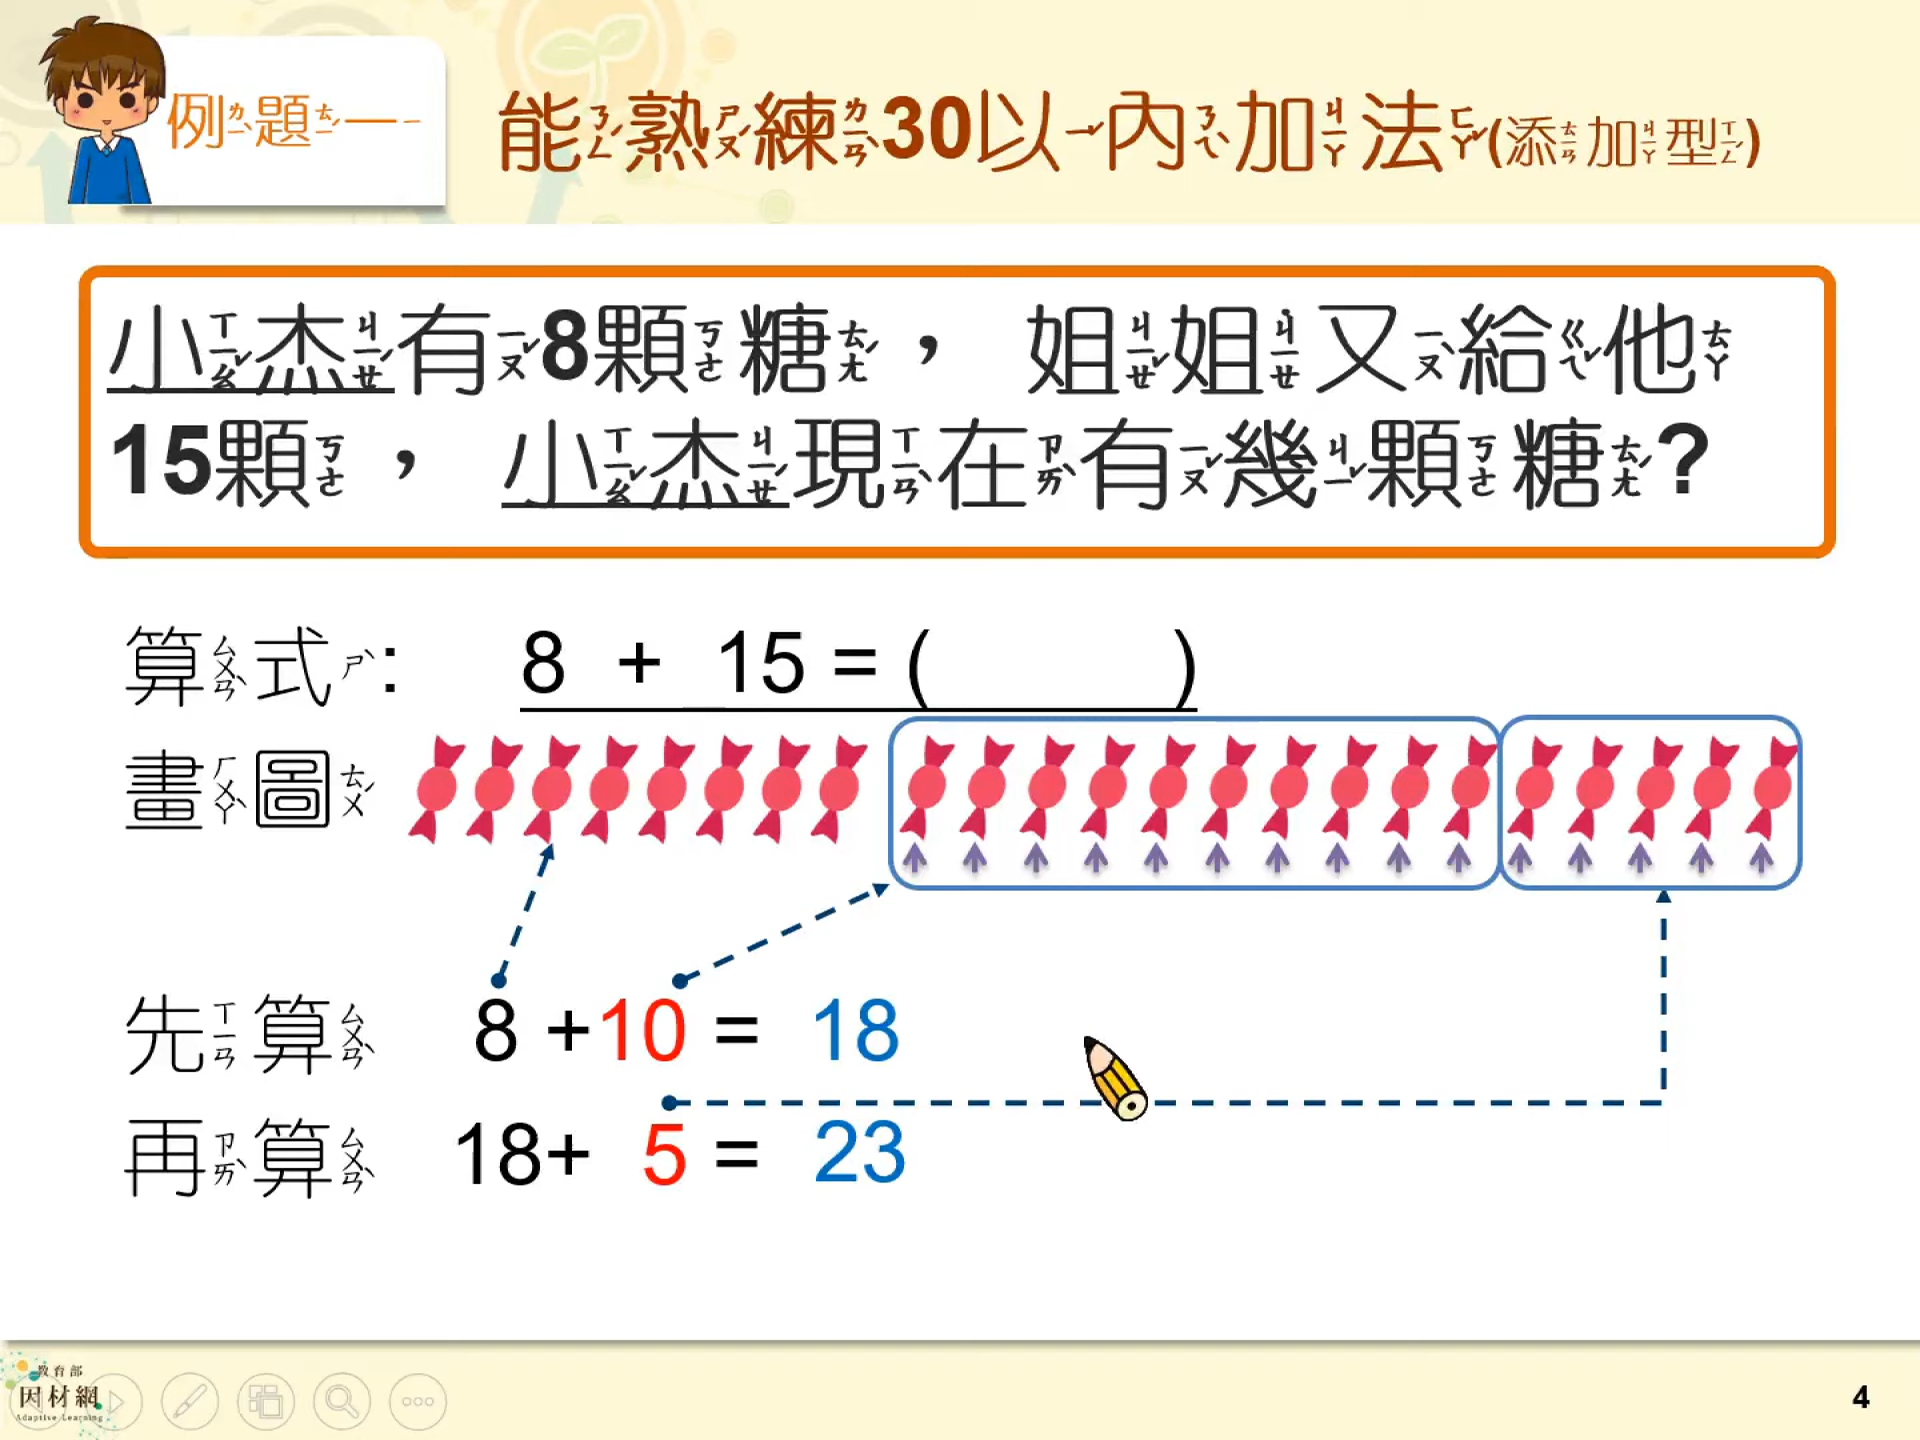 例題一
能熟練30以內加法(添加型)
小杰有8顆糖，姐姐又給他
15顆，小杰現在有幾顆糖?
算式: 8 + 15 = ( )
畫圖
先算 8 +10 = 18
再算 18+ 5 = 23
教育部
因材網
Adaptive Learning
4